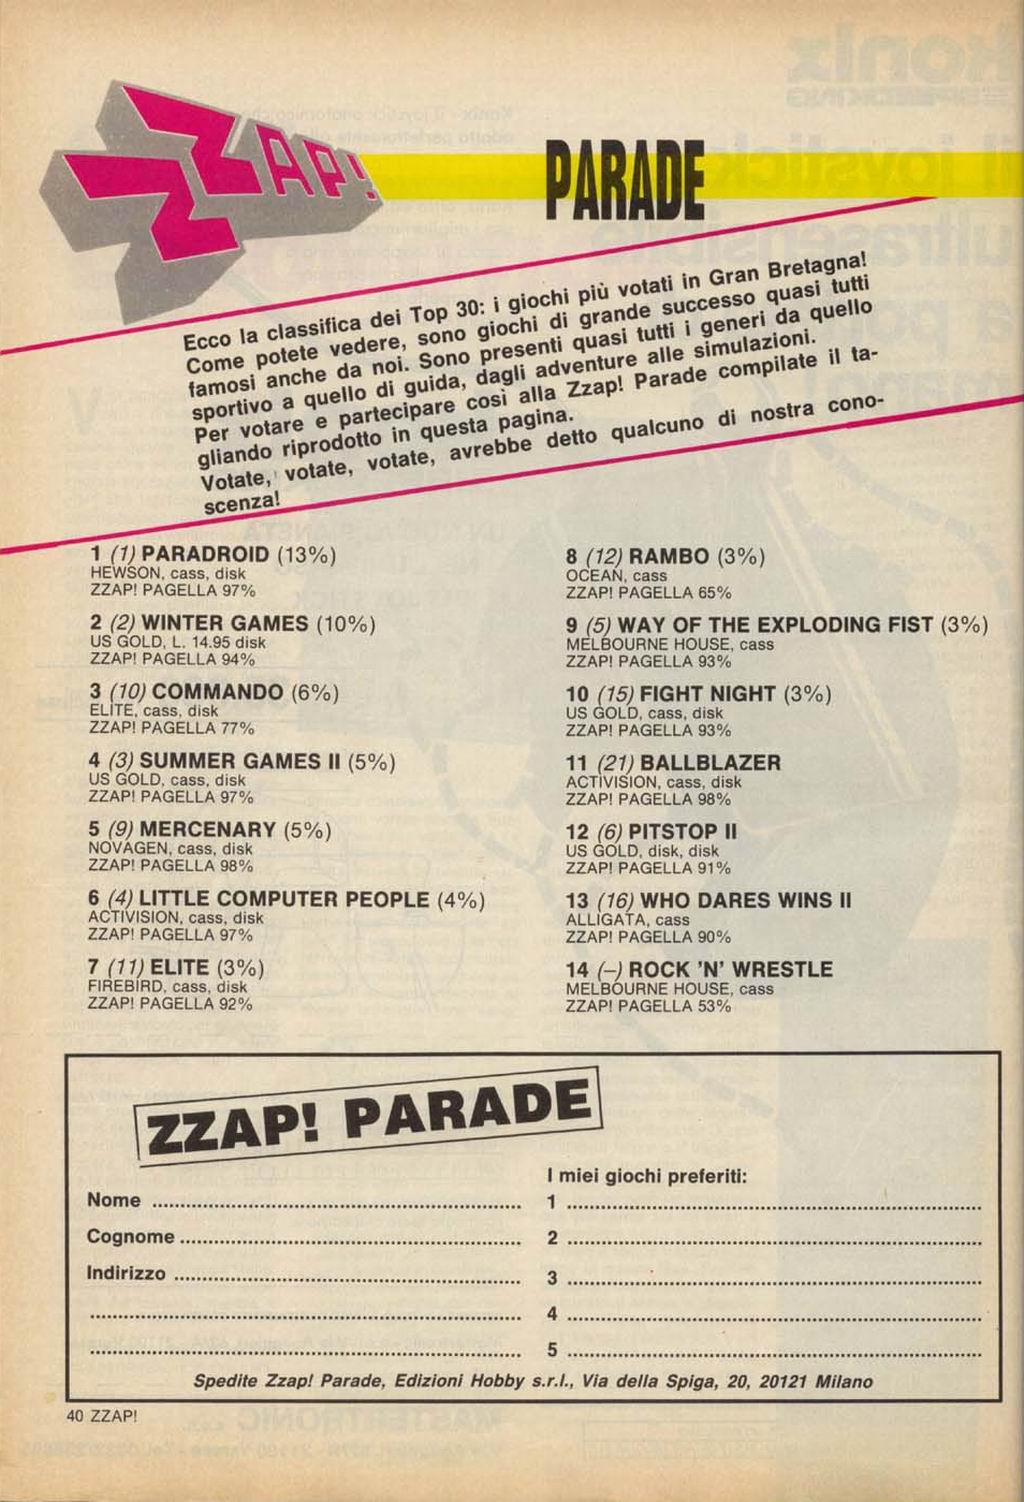 ZZAP!
PARADE
Ecco la classifica dei Top 30: i giochi più votati in Gran Bretagna!
Come potete vedere, sono giochi di grande successo quasi tutti
famosi anche da noi. Sono presenti quasi tutti i generi da quello
sportivo a quello di guida, dagli adventure alle simulazioni.
Per votare e partecipare così alla Zzap! Parade compilate il ta-
gliando riprodotto in questa pagina.
Votate, votate, votate, avrebbe detto qualcuno di nostra cono-
scenza!
1 (1) PARADROID (13%)
HEWSON, cass, disk
ZZAP! PAGELLA 97%
2 (2) WINTER GAMES (10%)
US GOLD, L. 14.95 disk
ZZAP! PAGELLA 94%
3 (10) COMMANDO (6%)
ELITE, cass, disk
ZZAP! PAGELLA 77%
4 (3) SUMMER GAMES II (5%)
US GOLD, cass, disk
ZZAP! PAGELLA 97%
5 (9) MERCENARY (5%)
NOVAGEN, cass, disk
ZZAP! PAGELLA 98%
6 (4) LITTLE COMPUTER PEOPLE (4%)
ACTIVISION, cass, disk
ZZAP! PAGELLA 97%
7 (11) ELITE (3%)
FIREBIRD, cass, disk
ZZAP! PAGELLA 92%
8 (12) RAMBO (3%)
OCEAN, cass
ZZAP! PAGELLA 65%
9 (5) WAY OF THE EXPLODING FIST (3%)
MELBOURNE HOUSE, cass
ZZAP! PAGELLA 93%
10 (15) FIGHT NIGHT (3%)
US GOLD, cass, disk
ZZAP! PAGELLA 93%
11 (21) BALLBLAZER
ACTIVISION, cass, disk
ZZAP! PAGELLA 98%
12 (6) PITSTOP II
US GOLD, disk, disk
ZZAP! PAGELLA 91%
13 (16) WHO DARES WINS II
ALLIGATA, cass
ZZAP! PAGELLA 90%
14 (–) ROCK 'N' WRESTLE
MELBOURNE HOUSE, cass
ZZAP! PAGELLA 53%
ZZAP! PARADE
Nome
Cognome
Indirizzo
I miei giochi preferiti:
1
2
3
4
5
Spedite Zzap! Parade, Edizioni Hobby s.r.l., Via della Spiga, 20, 20121 Milano
40 ZZAP!